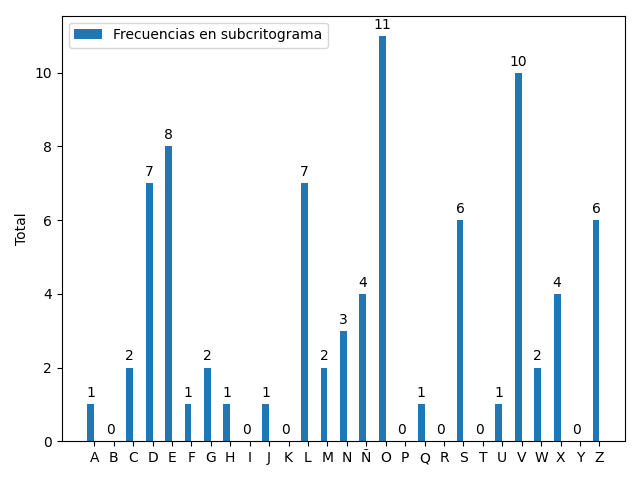 Frecuencias en subcritograma
Total
10
8
6
4
2
0
1 0 2 7 8 1 2 1 0 1 0 7 2 3 4 11 0 1 0 6 0 1 10 2 4 0 6
A B C D E F G H I J K L M N Ñ O P Q R S T U V W X Y Z